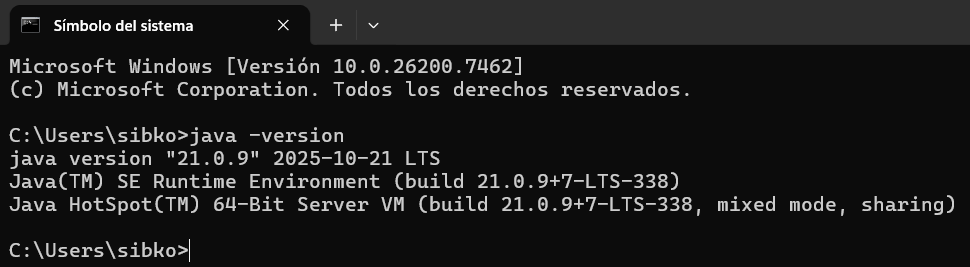 Símbolo del sistema
Microsoft Windows [Versión 10.0.26200.7462]
(c) Microsoft Corporation. Todos los derechos reservados.
C:\Users\sibko>java -version
java version "21.0.9" 2025-10-21 LTS
Java(TM) SE Runtime Environment (build 21.0.9+7-LTS-338)
Java HotSpot(TM) 64-Bit Server VM (build 21.0.9+7-LTS-338, mixed mode, sharing)
C:\Users\sibko>